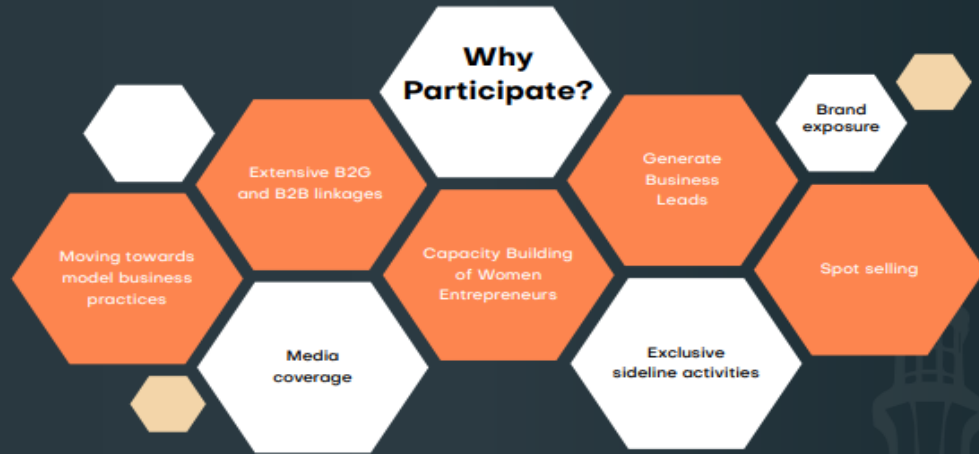 Why
Participate?
Brand
exposure
Extensive B2G
and B2B linkages
Generate
Business
Leads
Moving towards
model business
practices
Capacity Building
of Women
Entrepreneurs
Spot selling
Media
coverage
Exclusive
sideline activities